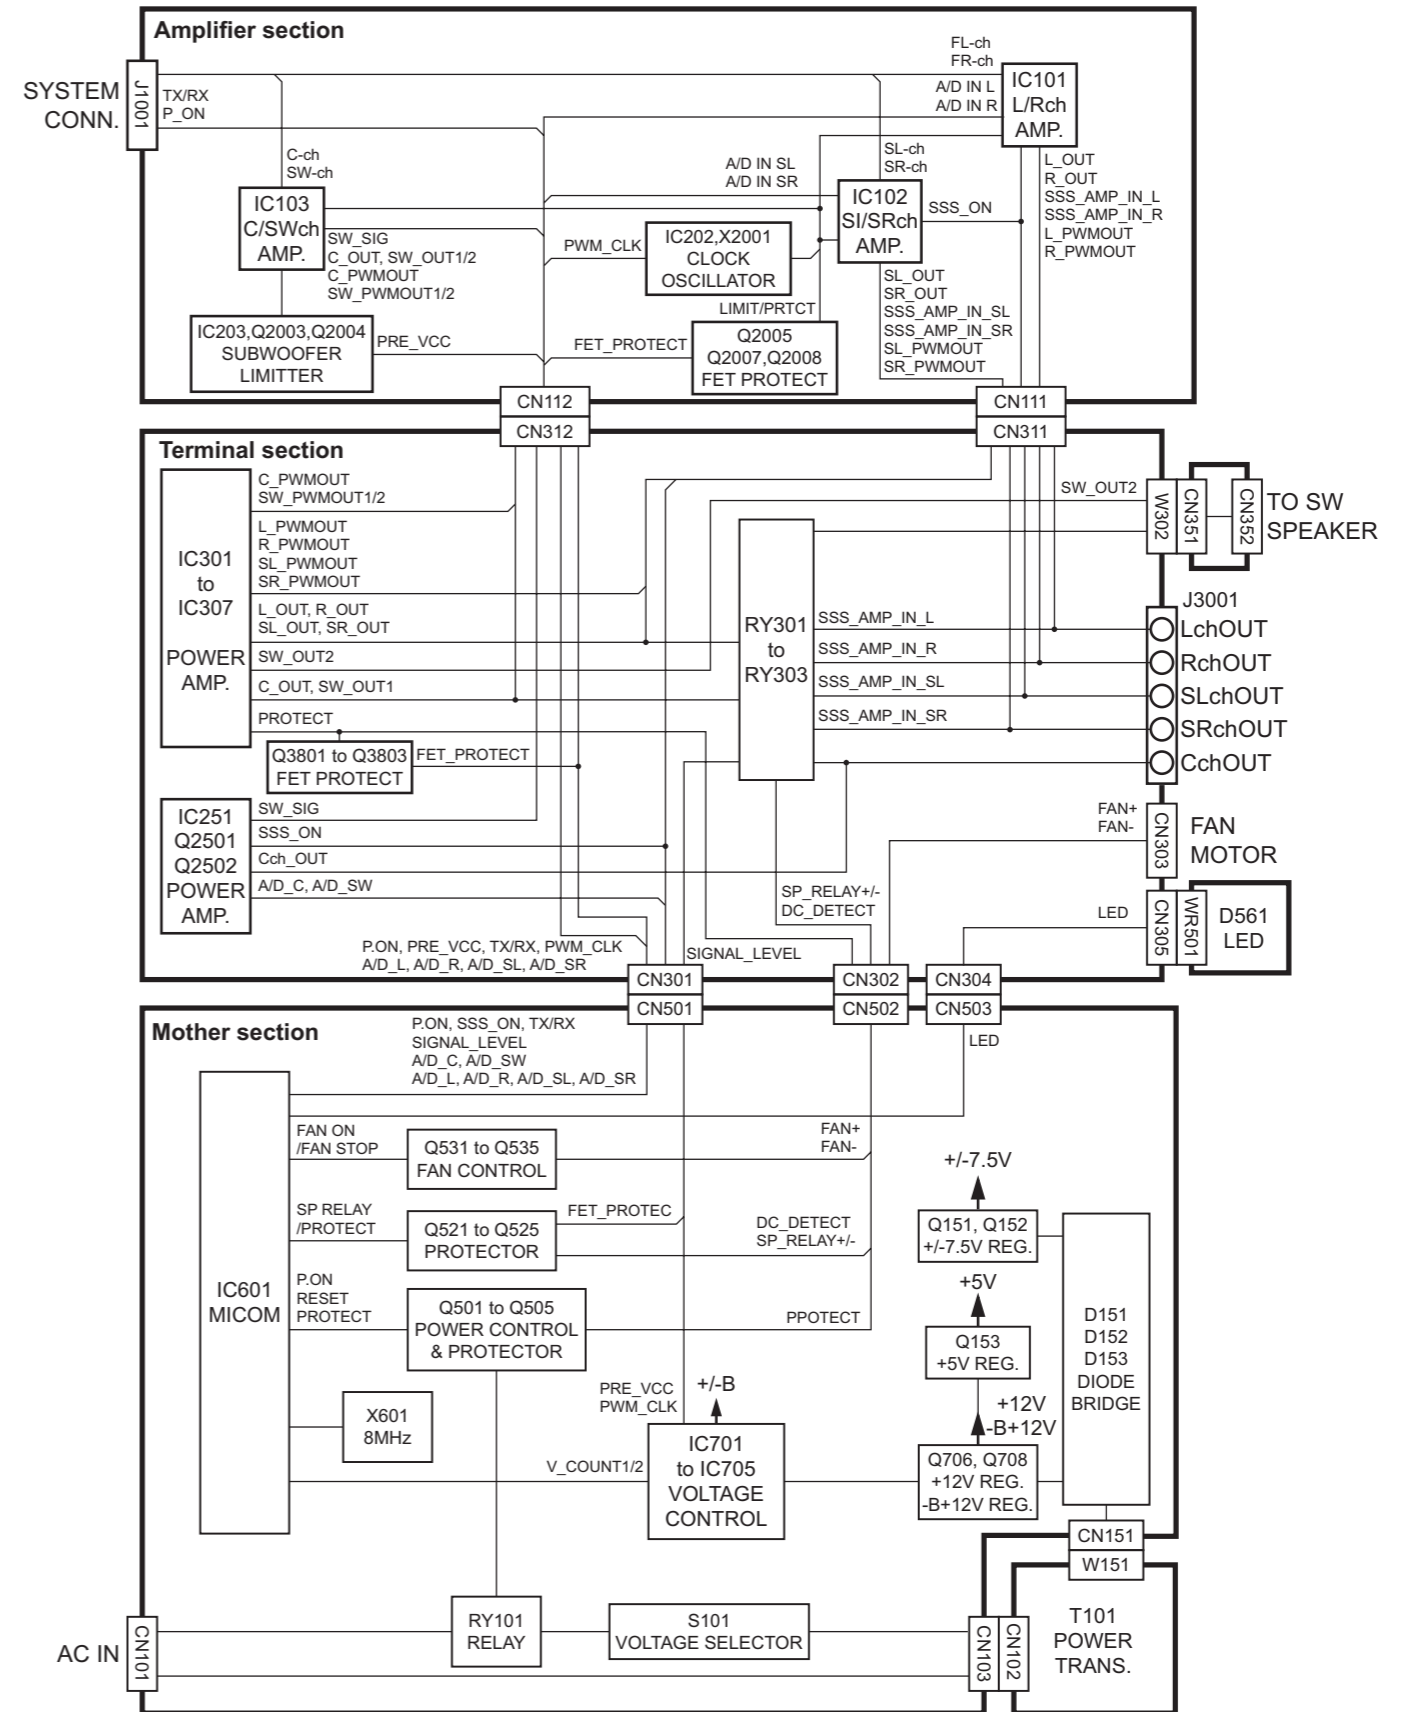 Amplifier section
SYSTEM
CONN.
J1001
TX/RX
P_ON
FL-ch
FR-ch
A/D IN L
A/D IN R
IC101
L/Rch
AMP.
C-ch
SW-ch
A/D IN SL
A/D IN SR
SL-ch
SR-ch
L_OUT
R_OUT
SSS_AMP_IN_L
SSS_AMP_IN_R
L_PWMOUT
R_PWMOUT
IC103
C/SWch
AMP.
SW_SIG
C_OUT, SW_OUT1/2
C_PWMOUT
SW_PWMOUT1/2
PWM_CLK
IC202,X2001
CLOCK
OSCILLATOR
IC102
SI/SRch
AMP.
SSS_ON
SL_OUT
SR_OUT
SSS_AMP_IN_SL
SSS_AMP_IN_SR
SL_PWMOUT
SR_PWMOUT
LIMIT/PRTCT
IC203,Q2003,Q2004
SUBWOOFER
LIMITTER
PRE_VCC
FET_PROTECT
Q2005
Q2007,Q2008
FET PROTECT
CN112
CN111
CN312
CN311
Terminal section
IC301
to
IC307
POWER
AMP.
C_PWMOUT
SW_PWMOUT1/2
L_PWMOUT
R_PWMOUT
SL_PWMOUT
SR_PWMOUT
L_OUT, R_OUT
SL_OUT, SR_OUT
SW_OUT2
C_OUT, SW_OUT1
PROTECT
Q3801 to Q3803
FET PROTECT
FET_PROTECT
RY301
to
RY303
SW_OUT2
W302
CN351
CN352
TO SW
SPEAKER
J3001
SSS_AMP_IN_L
LchOUT
SSS_AMP_IN_R
RchOUT
SSS_AMP_IN_SL
SLchOUT
SSS_AMP_IN_SR
SRchOUT
CchOUT
IC251
Q2501
Q2502
POWER
AMP.
SW_SIG
SSS_ON
Cch_OUT
A/D_C, A/D_SW
FAN+
FAN-
CN303
FAN
MOTOR
SP_RELAY+/-
DC_DETECT
LED
CN305
WR501
D561
LED
P.ON, PRE_VCC, TX/RX, PWM_CLK
A/D_L, A/D_R, A/D_SL, A/D_SR
SIGNAL_LEVEL
CN301
CN302
CN304
CN501
CN502
CN503
Mother section
P.ON, SSS_ON, TX/RX
SIGNAL_LEVEL
A/D_C, A/D_SW
A/D_L, A/D_R, A/D_SL, A/D_SR
LED
IC601
MICOM
FAN ON
/FAN STOP
Q531 to Q535
FAN CONTROL
FAN+
FAN-
SP RELAY
/PROTECT
Q521 to Q525
PROTECTOR
FET_PROTEC
DC_DETECT
SP_RELAY+/-
P.ON
RESET
PROTECT
Q501 to Q505
POWER CONTROL
& PROTECTOR
PPOTECT
+/-7.5V
Q151, Q152
+/-7.5V REG.
+5V
Q153
+5V REG.
+12V
-B+12V
Q706, Q708
+12V REG.
-B+12V REG.
D151
D152
D153
DIODE
BRIDGE
X601
8MHz
PRE_VCC
PWM_CLK
+/-B
V_COUNT1/2
IC701
to IC705
VOLTAGE
CONTROL
CN151
W151
AC IN
CN101
RY101
RELAY
S101
VOLTAGE SELECTOR
CN103
CN102
T101
POWER
TRANS.